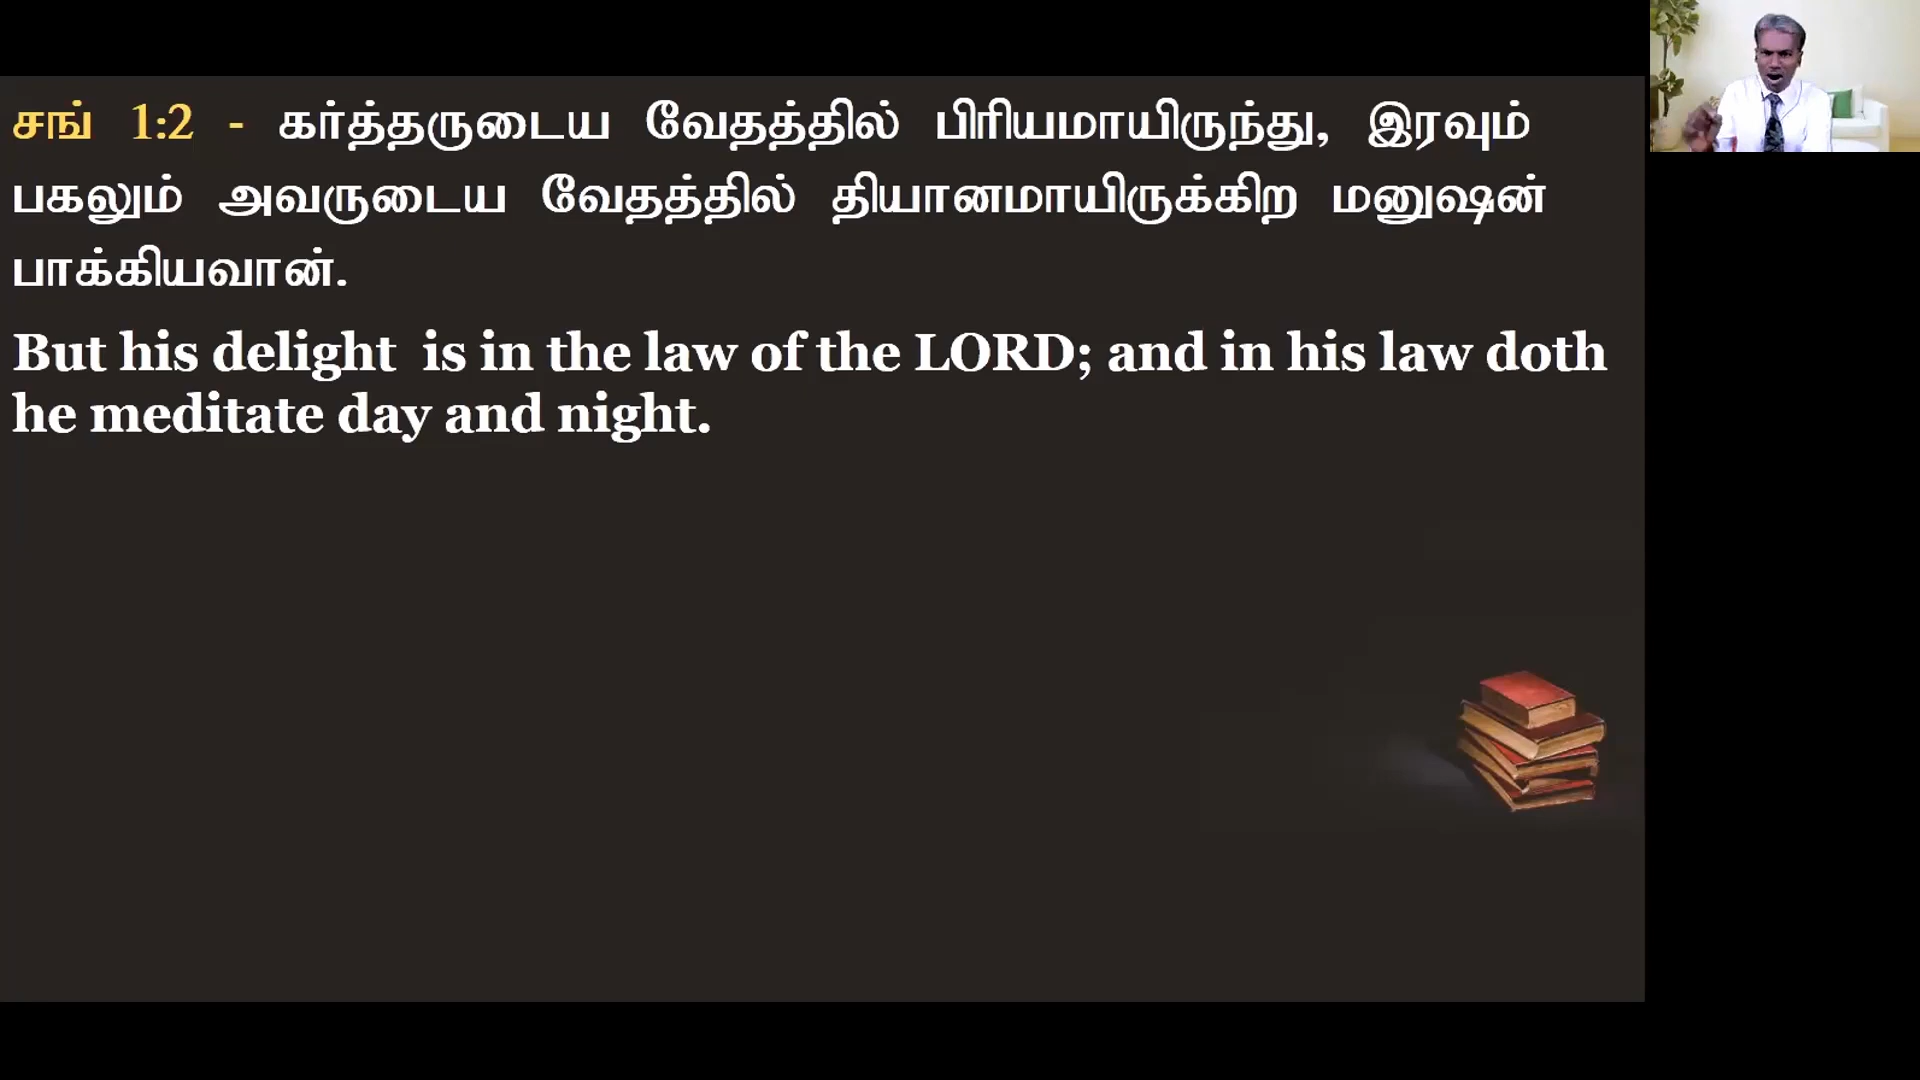 சங் 1:2 - கர்த்தருடைய வேதத்தில் பிரியமாயிருந்து, இரவும்
பகலும் அவருடைய வேதத்தில் தியானமாயிருக்கிற மனுஷன்
பாக்கியவான்.
But his delight is in the law of the LORD; and in his law doth
he meditate day and night.